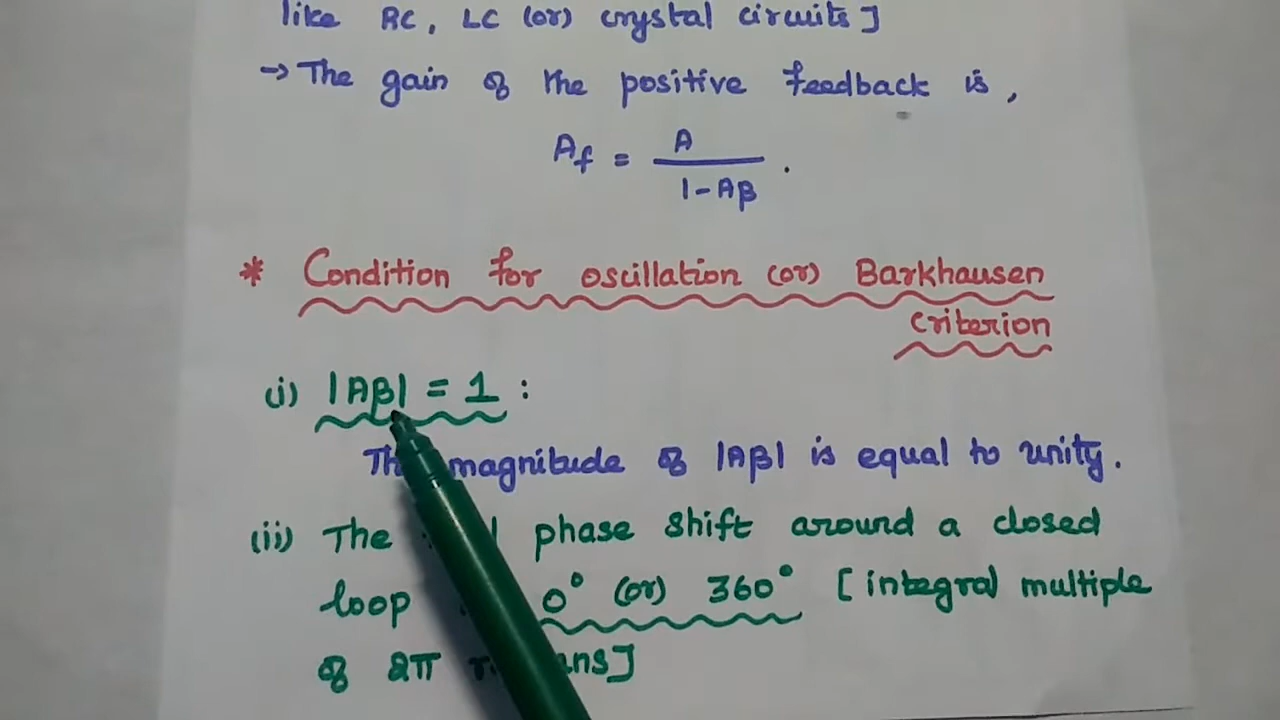 like RC, LC (or) crystal circuits]
→ The gain of the positive feedback is,
Af = A / 1-Aβ .
* Condition for oscillation (or) Barkhausen
Criterion
(i) |Aβ| = 1 :
magnitude of |Aβ| is equal to unity.
(ii) The phase shift around a closed
loop 0° (or) 360° [integral multiple
of 2π